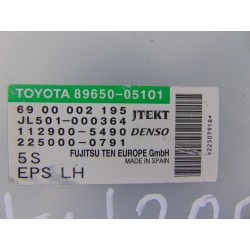 TOYOTA 89650-05101
69 00 002 195 JTEKT
JL501-000364
112900-5490 DENSO
225000-0791
FUJITSU TEN EUROPE GmbH
5S MADE IN SPAIN
EPS LH
*22507910*